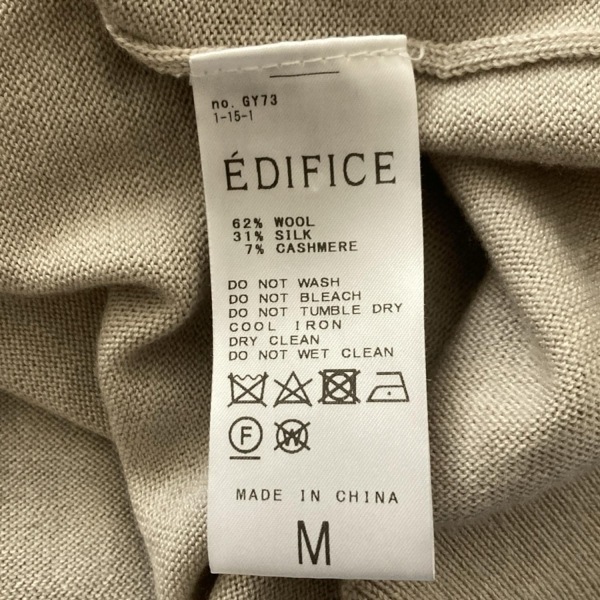 no. GY73
1-15-1
ÉDIFICE
62% WOOL
31% SILK
7% CASHMERE
DO NOT WASH
DO NOT BLEACH
DO NOT TUMBLE DRY
COOL IRON
DRY CLEAN
DO NOT WET CLEAN
F W
MADE IN CHINA
M